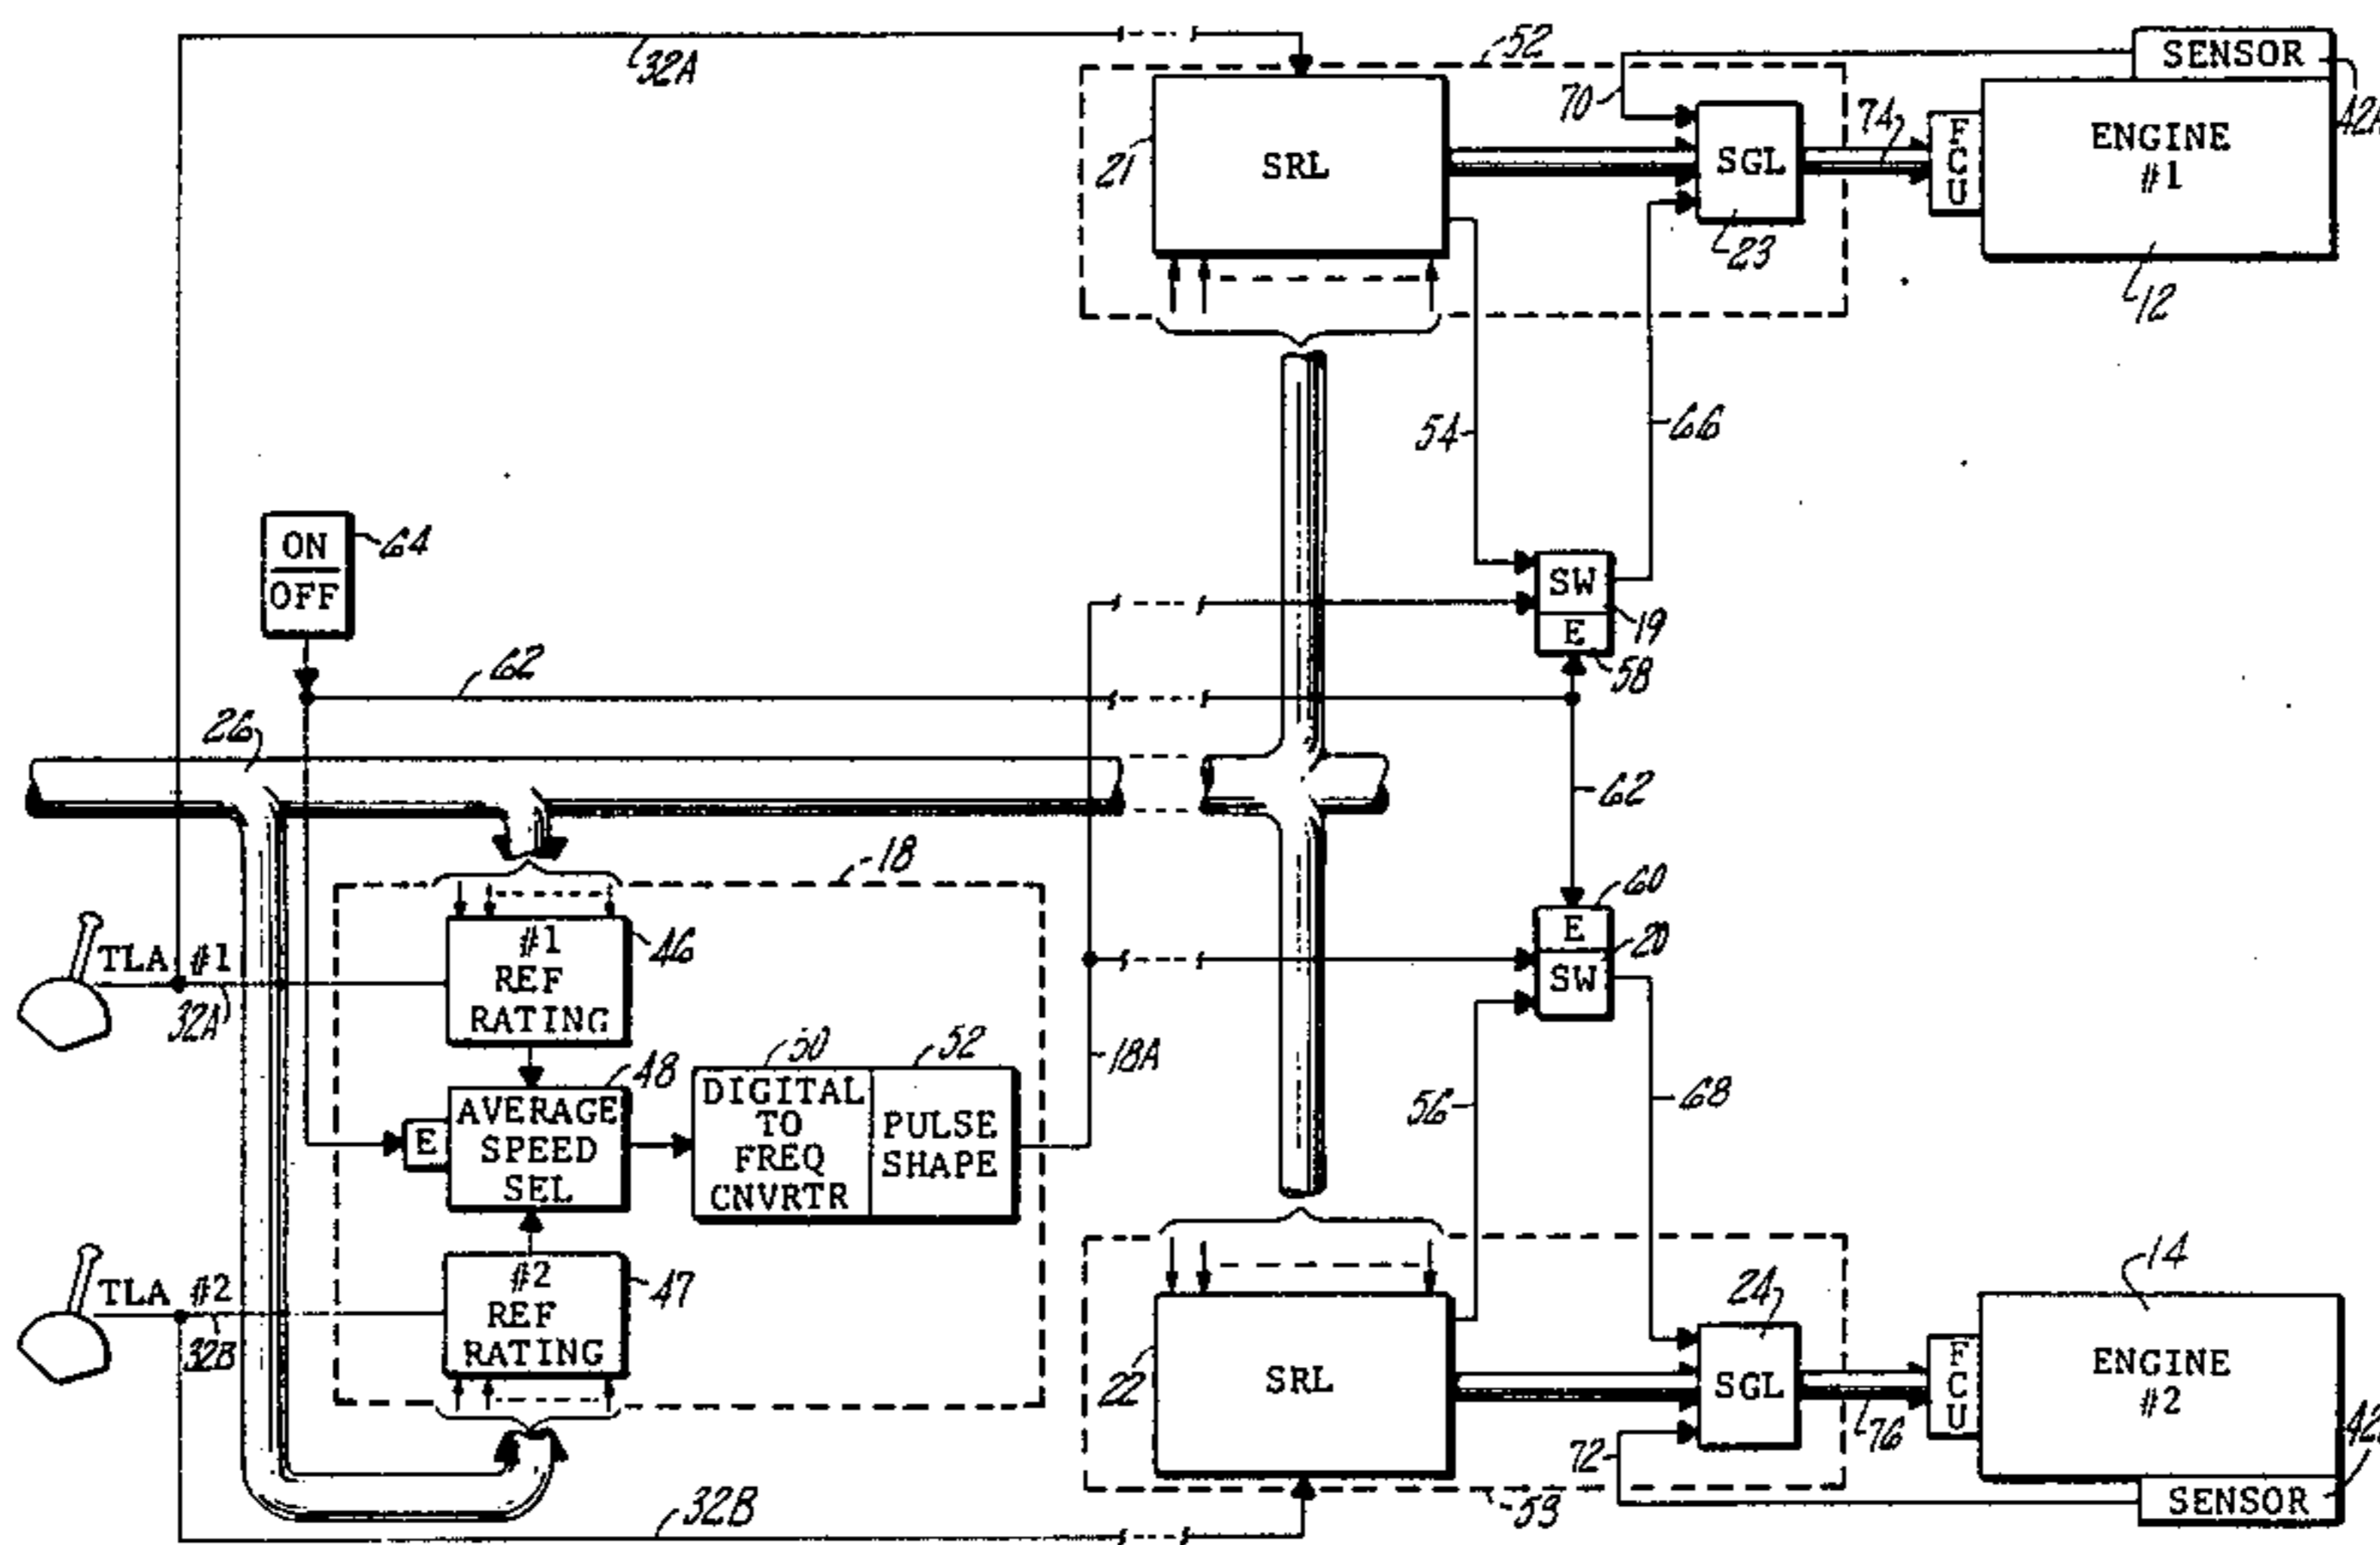 32A
52
SENSOR
42A
70
21
SRL
SGL
74
F
C
U
ENGINE
#1
23
12
54
66
ON
OFF
64
SW
19
E
58
62
26
62
18
60
E
20
SW
TLA #1
32A
#1
REF
RATING
46
18A
50
52
48
E
AVERAGE
SPEED
SEL
DIGITAL
TO
FREQ
CNVRTR
PULSE
SHAPE
56
68
TLA #2
32B
#2
REF
RATING
47
24
14
22
SRL
SGL
F
C
U
ENGINE
#2
76
72
SENSOR
32B
59